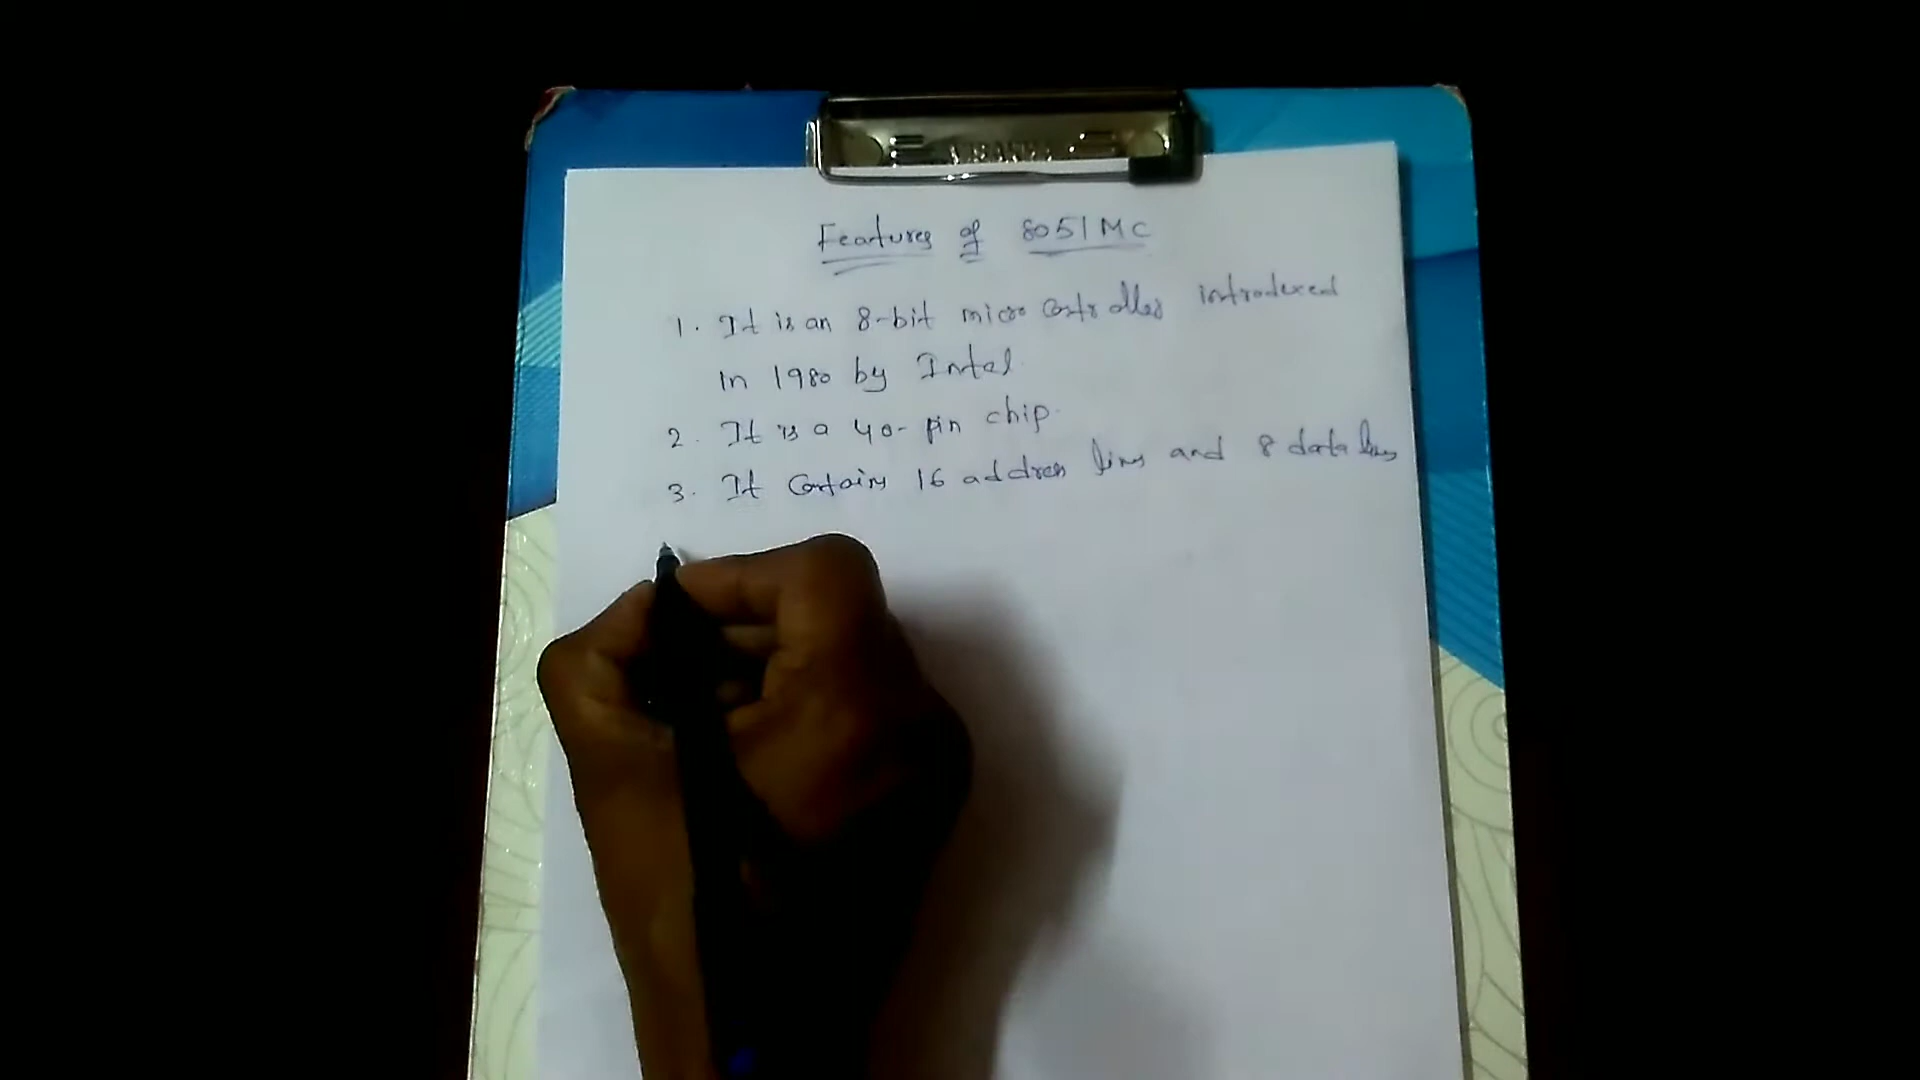 Features of 8051 MC
1. It is an 8-bit micro controller introduced
in 1980 by Intel.
2. It is a 40-pin chip.
3. It contains 16 address lines and 8 data lines